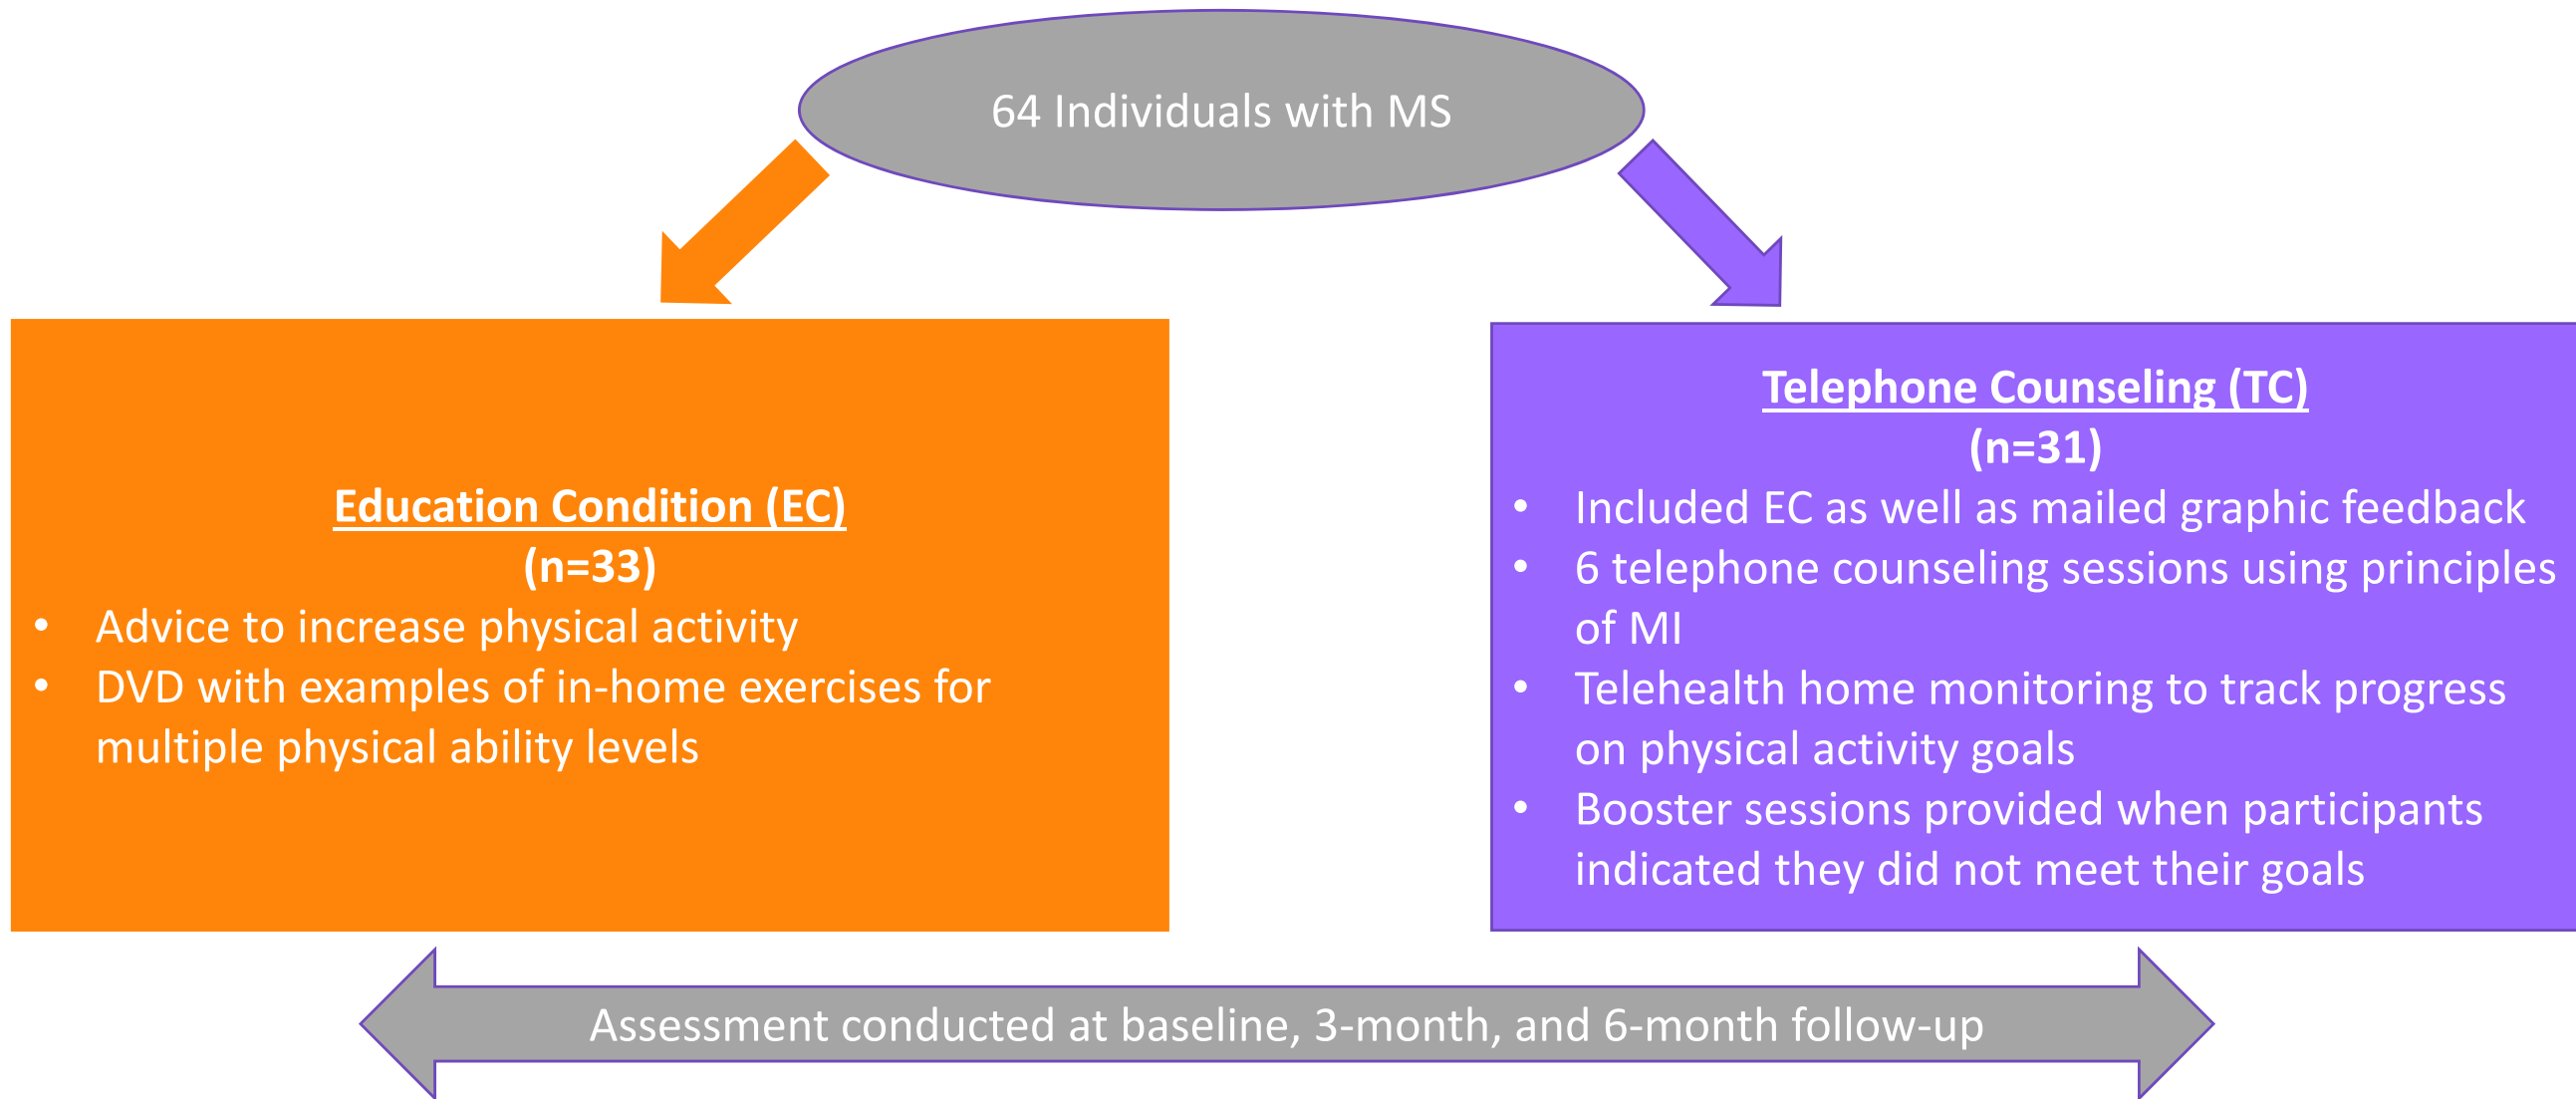 64 Individuals with MS
Education Condition (EC)
(n=33)
• Advice to increase physical activity
• DVD with examples of in-home exercises for
multiple physical ability levels
Telephone Counseling (TC)
(n=31)
• Included EC as well as mailed graphic feedback
• 6 telephone counseling sessions using principles
of MI
• Telehealth home monitoring to track progress
on physical activity goals
• Booster sessions provided when participants
indicated they did not meet their goals
Assessment conducted at baseline, 3-month, and 6-month follow-up